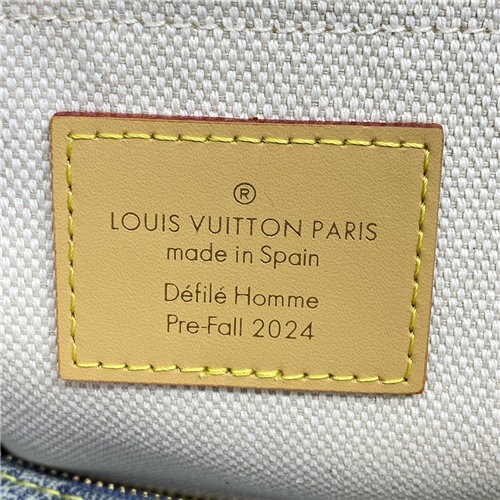 ®
LOUIS VUITTON PARIS
made in Spain
Défilé Homme
Pre-Fall 2024